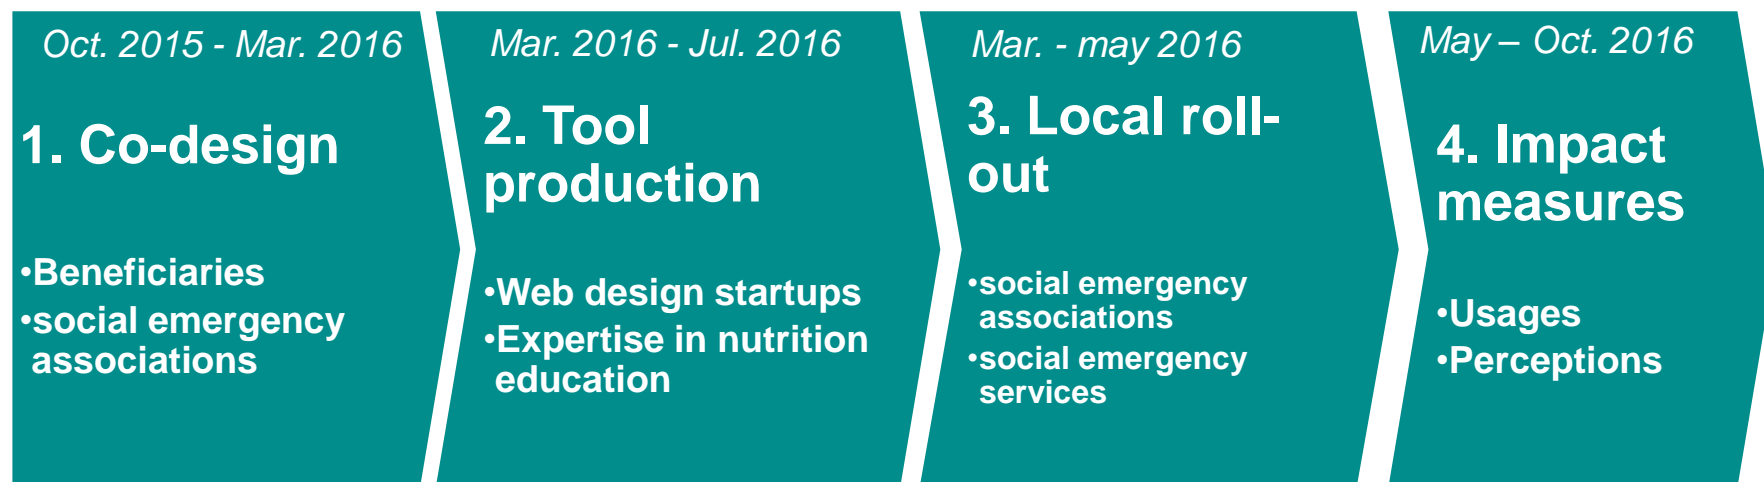 Oct. 2015 - Mar. 2016
1. Co-design
•Beneficiaries
•social emergency
associations
Mar. 2016 - Jul. 2016
2. Tool
production
•Web design startups
•Expertise in nutrition
education
Mar. - may 2016
3. Local roll-
out
•social emergency
associations
•social emergency
services
May – Oct. 2016
4. Impact
measures
•Usages
•Perceptions